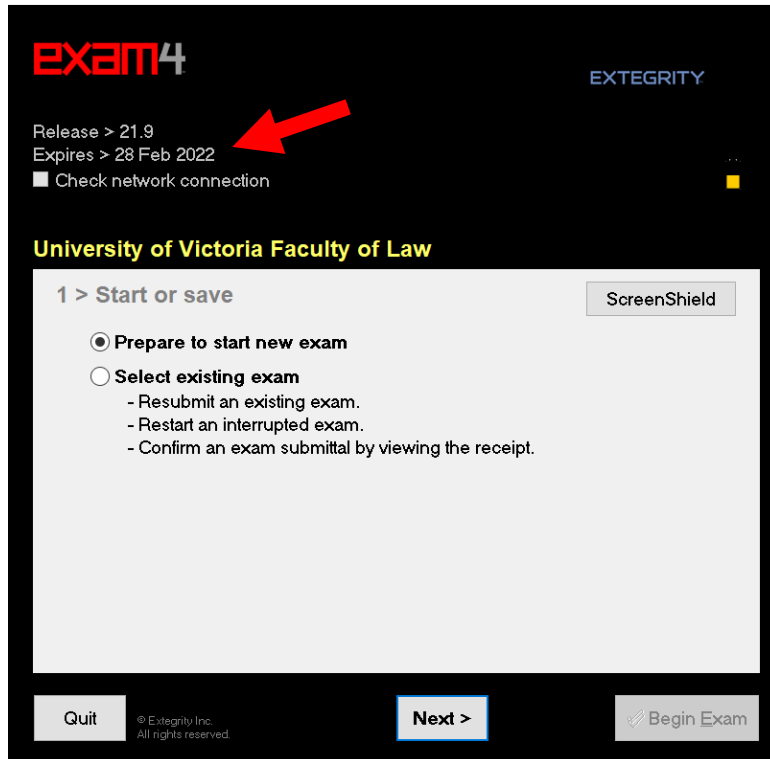 exam4
EXTEGRITY
Release > 21.9
Expires > 28 Feb 2022
Check network connection
University of Victoria Faculty of Law
1 > Start or save
ScreenShield
Prepare to start new exam
Select existing exam
- Resubmit an existing exam.
- Restart an interrupted exam.
- Confirm an exam submittal by viewing the receipt.
Quit
© Extegrity Inc.
All rights reserved.
Next >
Begin Exam